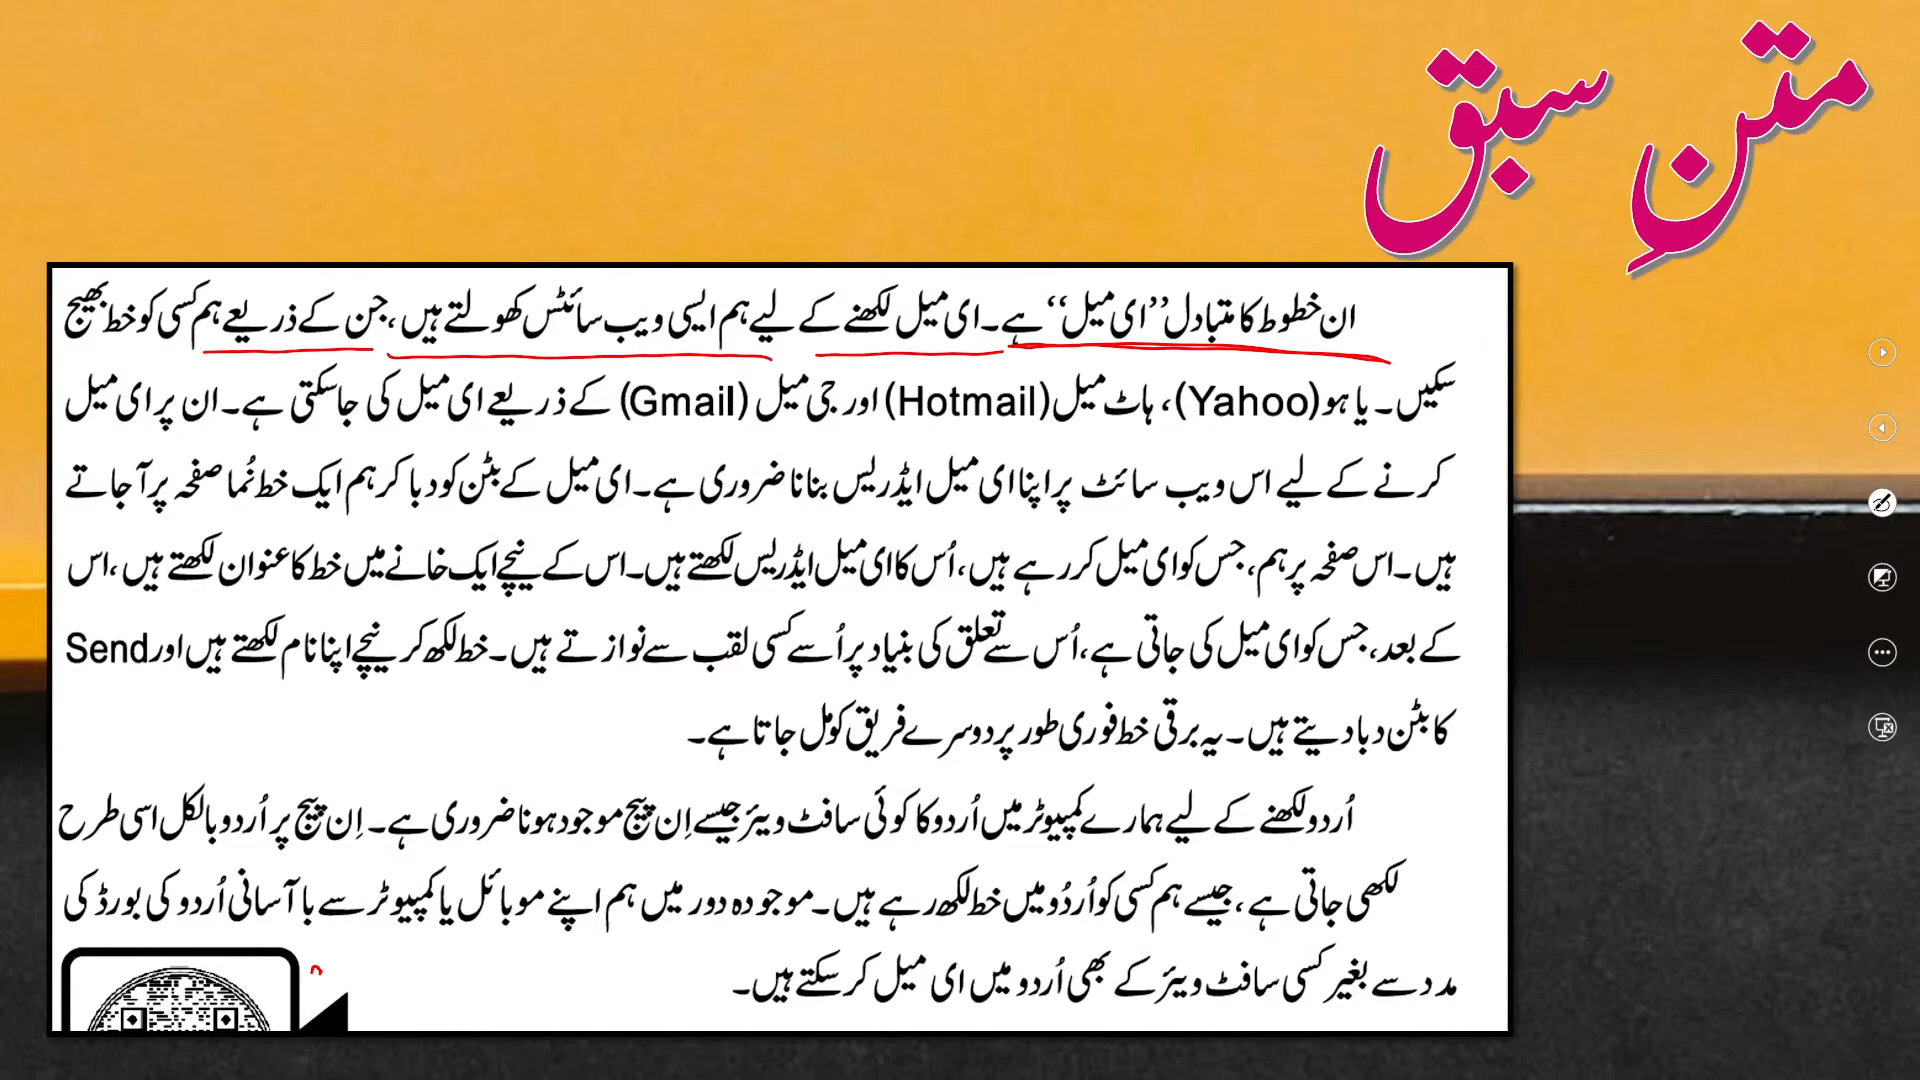 متنِ سبق
ان خطوط کا متبادل ’’ای میل‘‘ ہے۔ ای میل لکھنے کے لیے ہم ایسی ویب سائٹس کھولتے ہیں، جن کے ذریعے ہم کسی کو خط بھیج
سکیں۔ یاہو (Yahoo)، ہاٹ میل (Hotmail) اور جی میل (Gmail) کے ذریعے ای میل کی جاسکتی ہے۔ ان پر ای میل
کرنے کے لیے اس ویب سائٹ پر اپنا ای میل ایڈریس بنانا ضروری ہے۔ ای میل کے بٹن کو دبا کر ہم ایک خط نُما صفحہ پر آجاتے
ہیں۔ اس صفحہ پر ہم، جس کو ای میل کر رہے ہیں، اُس کا ای میل ایڈریس لکھتے ہیں۔ اس کے نیچے ایک خانے میں خط کا عنوان لکھتے ہیں، اس
کے بعد، جس کو ای میل کی جاتی ہے، اُس سے تعلق کی بنیاد پر اُسے کسی لقب سے نوازتے ہیں۔ خط لکھ کر نیچے اپنا نام لکھتے ہیں اور Send
کا بٹن دبا دیتے ہیں۔ یہ برقی خط فوری طور پر دوسرے فریق کو مل جاتا ہے۔
اُردو لکھنے کے لیے ہمارے کمپیوٹر میں اُردو کا کوئی سافٹ ویئر جیسے اِن پیج موجود ہونا ضروری ہے۔ اِن پیج پر اُردو بالکل اسی طرح
لکھی جاتی ہے، جیسے ہم کسی کو اُردُو میں خط لکھ رہے ہیں۔ موجودہ دور میں ہم اپنے موبائل یا کمپیوٹر سے با آسانی اُردو کی بورڈ کی
مدد سے بغیر کسی سافٹ ویئر کے بھی اُردو میں ای میل کر سکتے ہیں۔